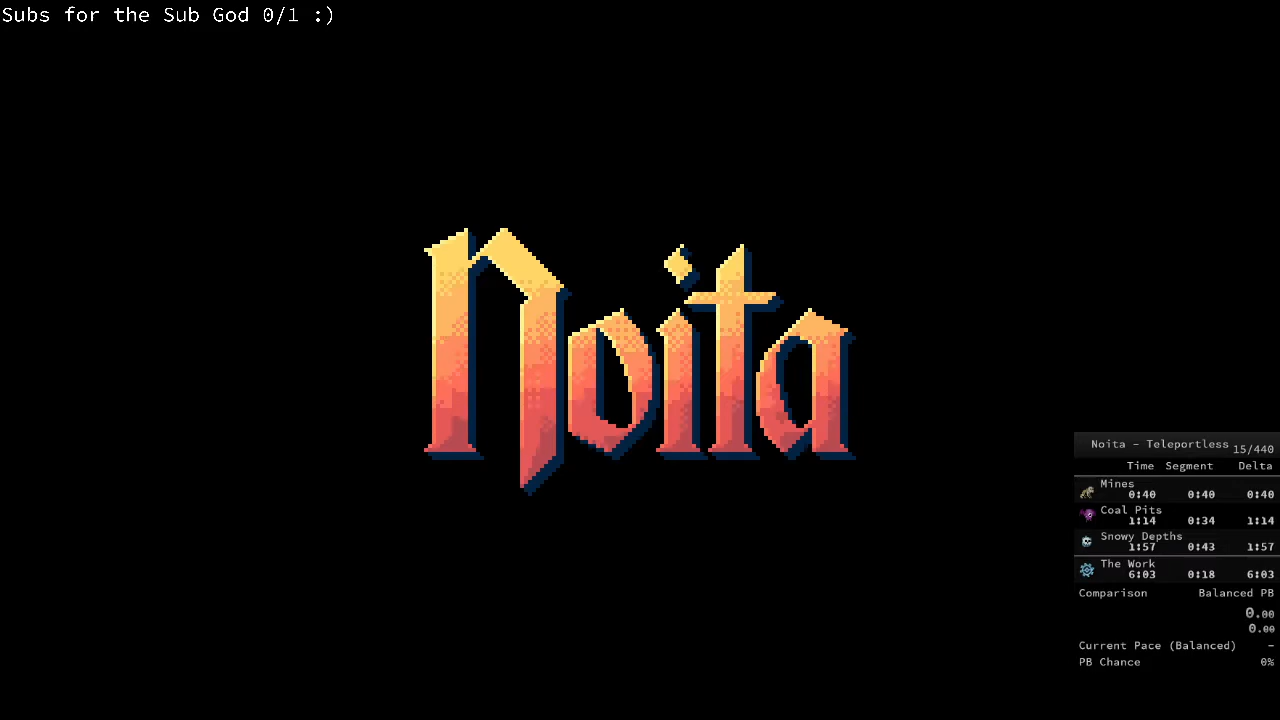 Subs for the Sub God 0/1 :)
Noita
Noita - Teleportless 15/440
Time Segment Delta
Mines
0:40 0:40 0:40
Coal Pits
1:14 0:34 1:14
Snowy Depths
1:57 0:43 1:57
The Work
6:03 0:18 6:03
Comparison Balanced PB
0.00
0.00
Current Pace (Balanced) -
PB Chance 0%